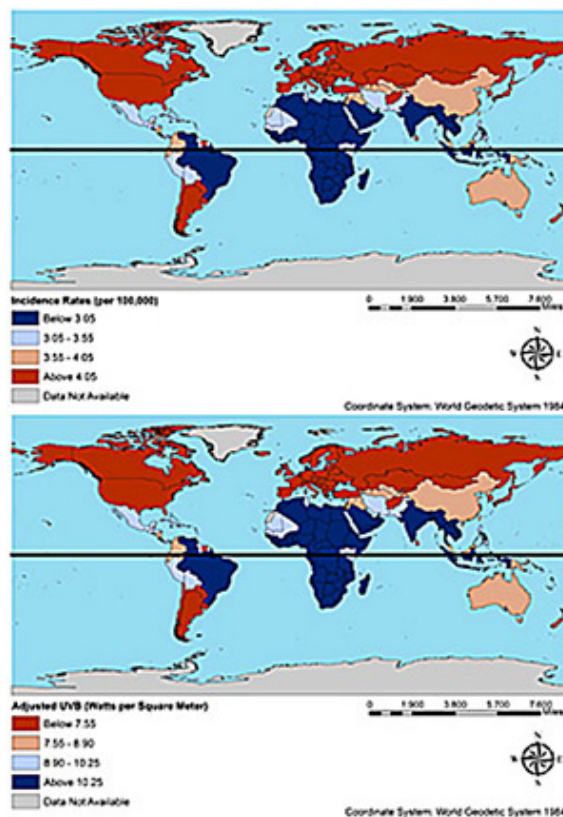 Incidence Rates (per 100,000)
Below 3.05
3.05 - 3.55
3.55 - 4.05
Above 4.05
Data Not Available
0 1.900 3.800 5.700 7.600
Miles
N
W E
S
Coordinate System: World Geodetic System 1984
Adjusted UVB (Watts per Square Meter)
Below 7.55
7.55 - 8.90
8.90 - 10.25
Above 10.25
Data Not Available
0 1.900 3.800 5.700 7.600
Miles
N
W E
S
Coordinate System: World Geodetic System 1984